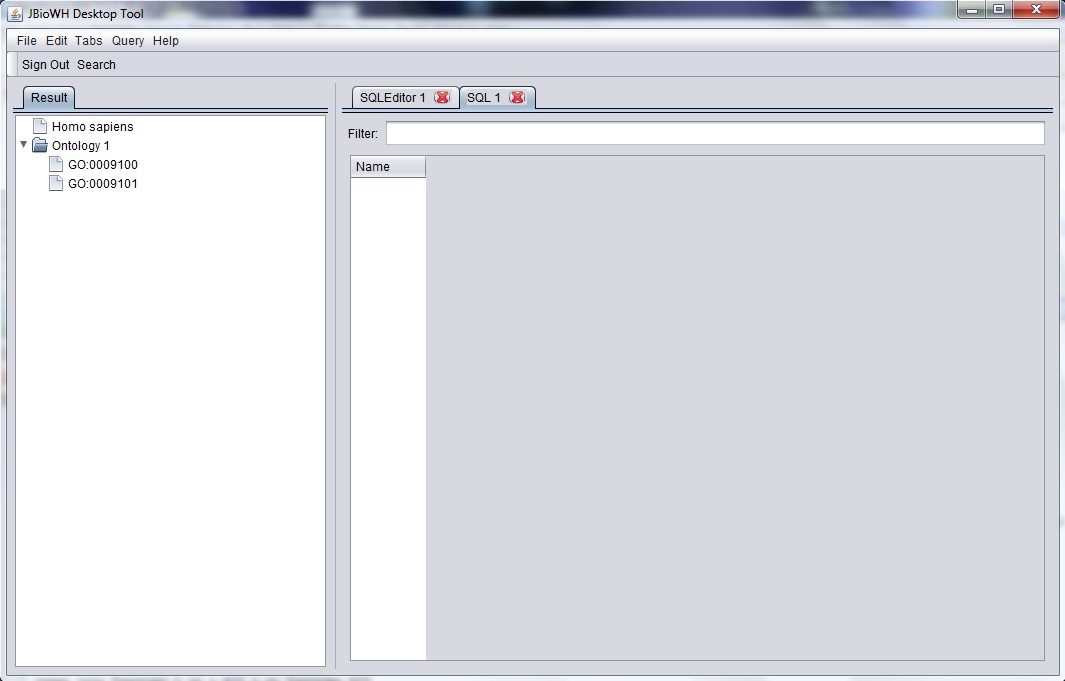 JBioWH Desktop Tool
File Edit Tabs Query Help
Sign Out Search
Result
SQLEditor 1 SQL 1
Homo sapiens
Filter:
Ontology 1
GO:0009100
Name
GO:0009101